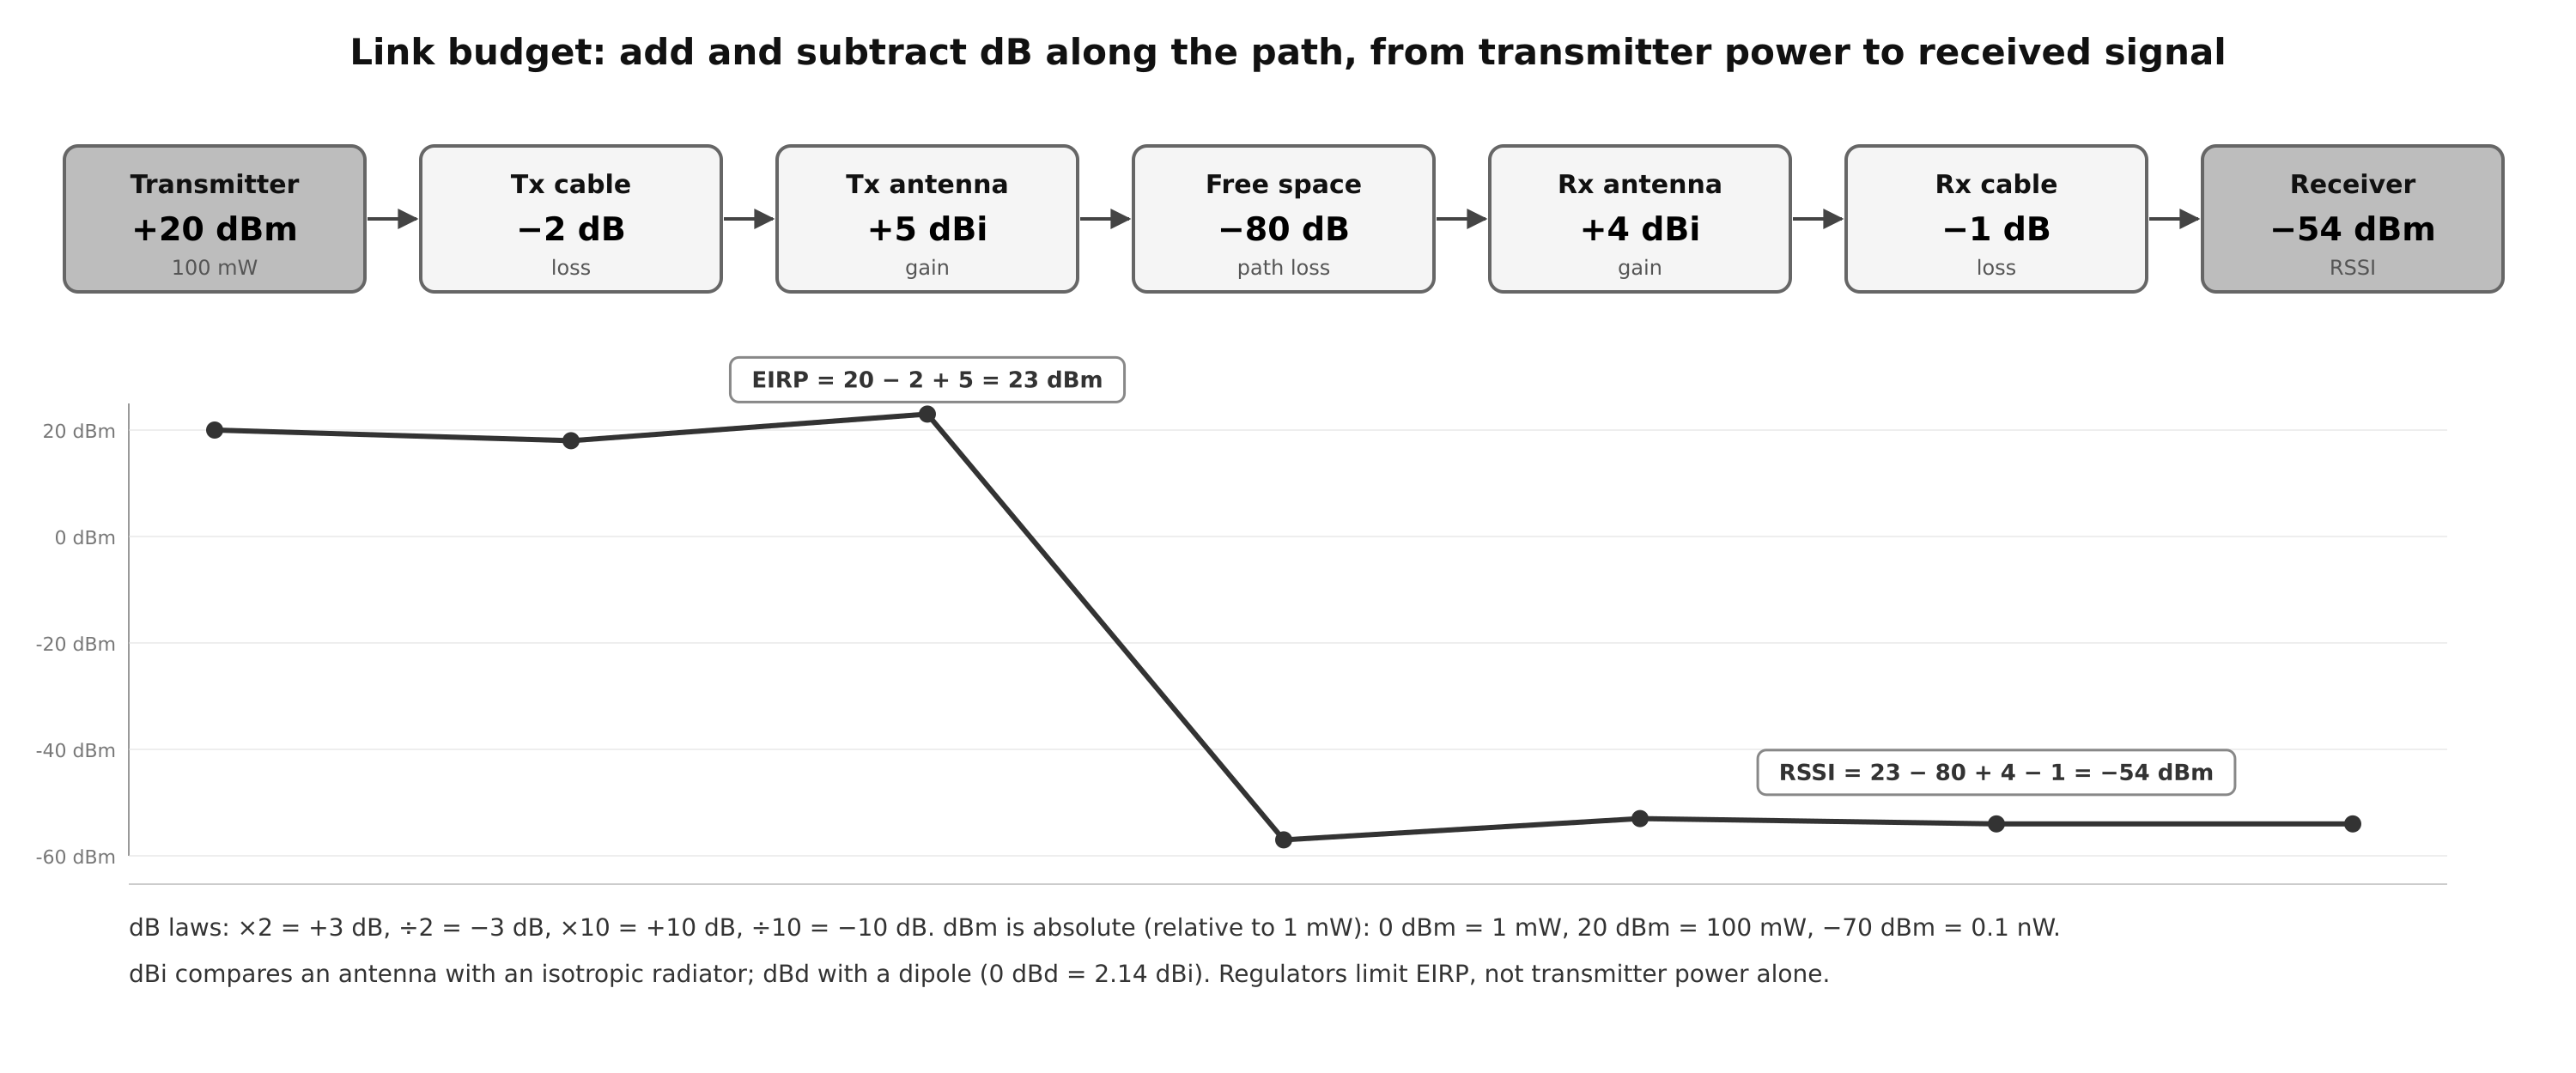 Link budget: add and subtract dB along the path, from transmitter power to received signal
Transmitter
+20 dBm
100 mW
Tx cable
−2 dB
loss
Tx antenna
+5 dBi
gain
Free space
−80 dB
path loss
Rx antenna
+4 dBi
gain
Rx cable
−1 dB
loss
Receiver
−54 dBm
RSSI
EIRP = 20 − 2 + 5 = 23 dBm
20 dBm
0 dBm
-20 dBm
-40 dBm
-60 dBm
RSSI = 23 − 80 + 4 − 1 = −54 dBm
dB laws: ×2 = +3 dB, ÷2 = −3 dB, ×10 = +10 dB, ÷10 = −10 dB. dBm is absolute (relative to 1 mW): 0 dBm = 1 mW, 20 dBm = 100 mW, −70 dBm = 0.1 nW.
dBi compares an antenna with an isotropic radiator; dBd with a dipole (0 dBd = 2.14 dBi). Regulators limit EIRP, not transmitter power alone.